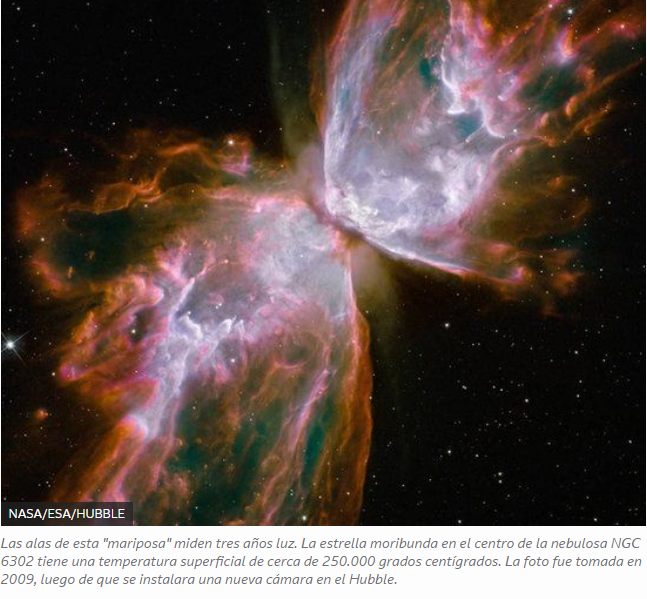 NASA/ESA/HUBBLE
Las alas de esta "mariposa" miden tres años luz. La estrella moribunda en el centro de la nebulosa NGC
6302 tiene una temperatura superficial de cerca de 250.000 grados centígrados. La foto fue tomada en
2009, luego de que se instalara una nueva cámara en el Hubble.